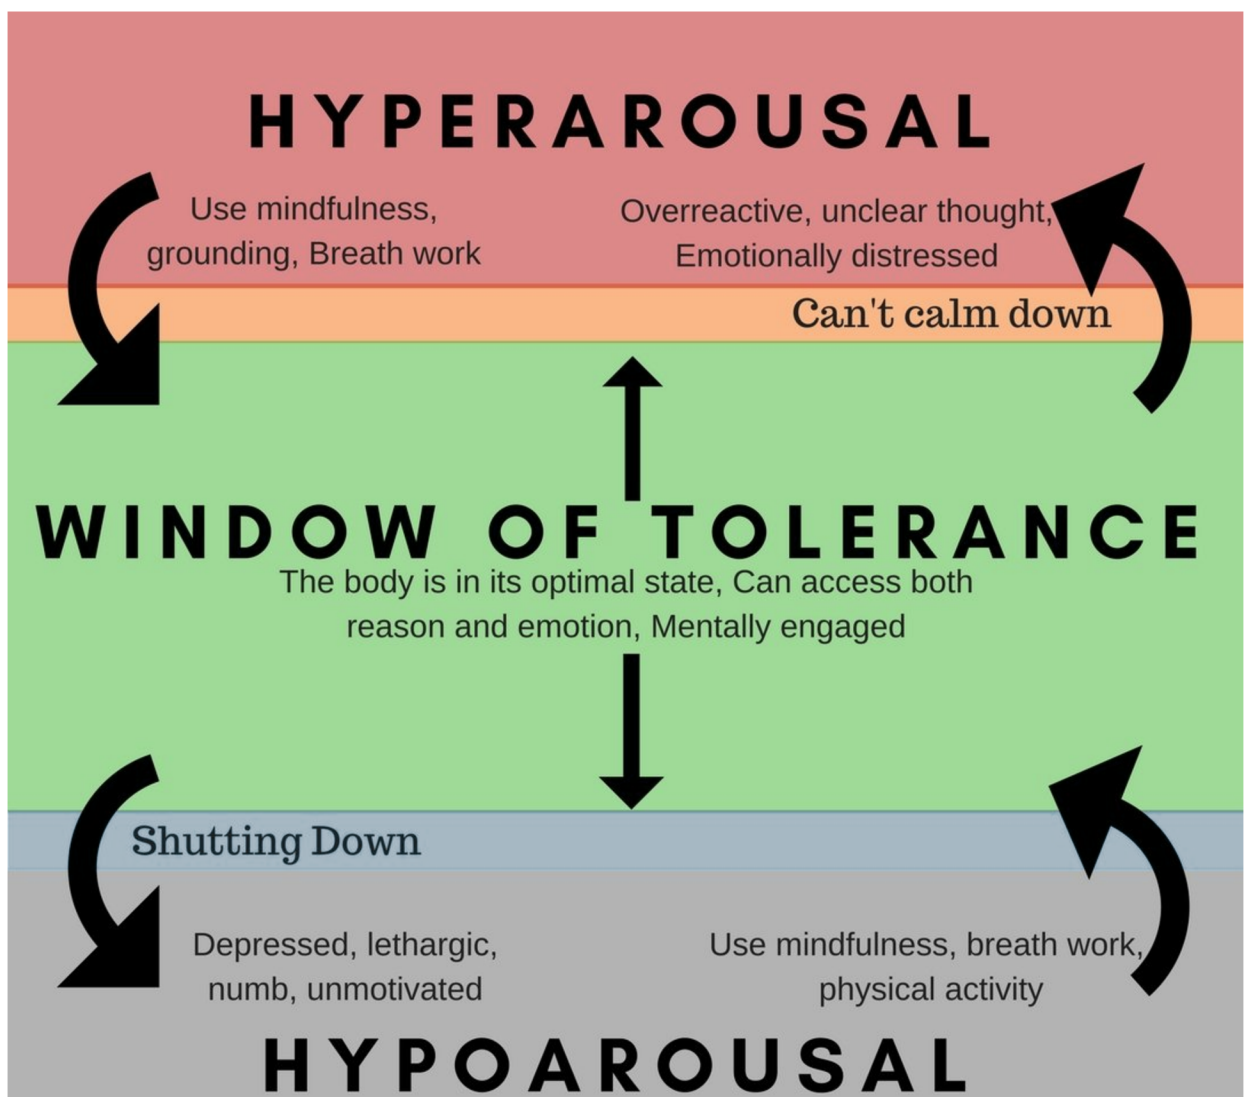 HYPERAROUSAL
Use mindfulness,
grounding, Breath work
Overreactive, unclear thought,
Emotionally distressed
Can't calm down
WINDOW OF TOLERANCE
The body is in its optimal state, Can access both
reason and emotion, Mentally engaged
Shutting Down
Depressed, lethargic,
numb, unmotivated
Use mindfulness, breath work,
physical activity
HYPOAROUSAL